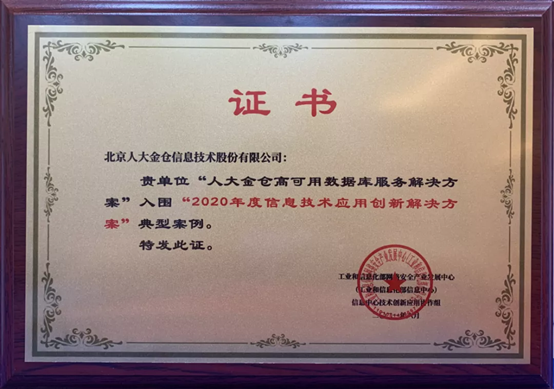 证书
北京人大金仓信息技术股份有限公司：
贵单位“人大金仓高可用数据库服务解决方
案”入围“2020年度信息技术应用创新解决方
案”典型案例。
特发此证。
工业和信息化部网络安全产业发展中心
（工业和信息化部信息中心）
信息中心技术创新应用工作组